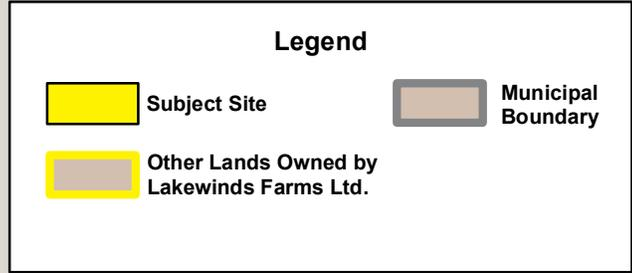 Legend
Subject Site
Municipal
Boundary
Other Lands Owned by
Lakewinds Farms Ltd.